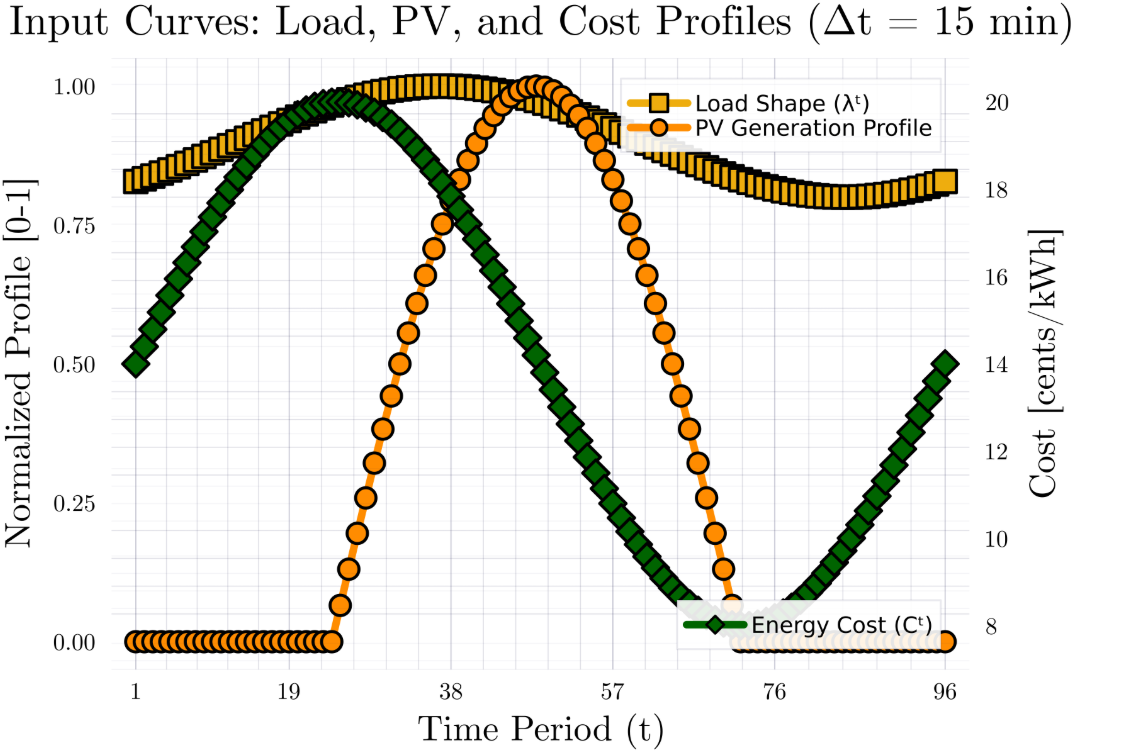 Input Curves: Load, PV, and Cost Profiles (Δt = 15 min)
Normalized Profile [0-1]
1.00
0.75
0.50
0.25
0.00
Load Shape (λᵗ)
PV Generation Profile
Energy Cost (Cᵗ)
20
18
16
14
12
10
8
Cost [cents/kWh]
1 19 38 57 76 96
Time Period (t)